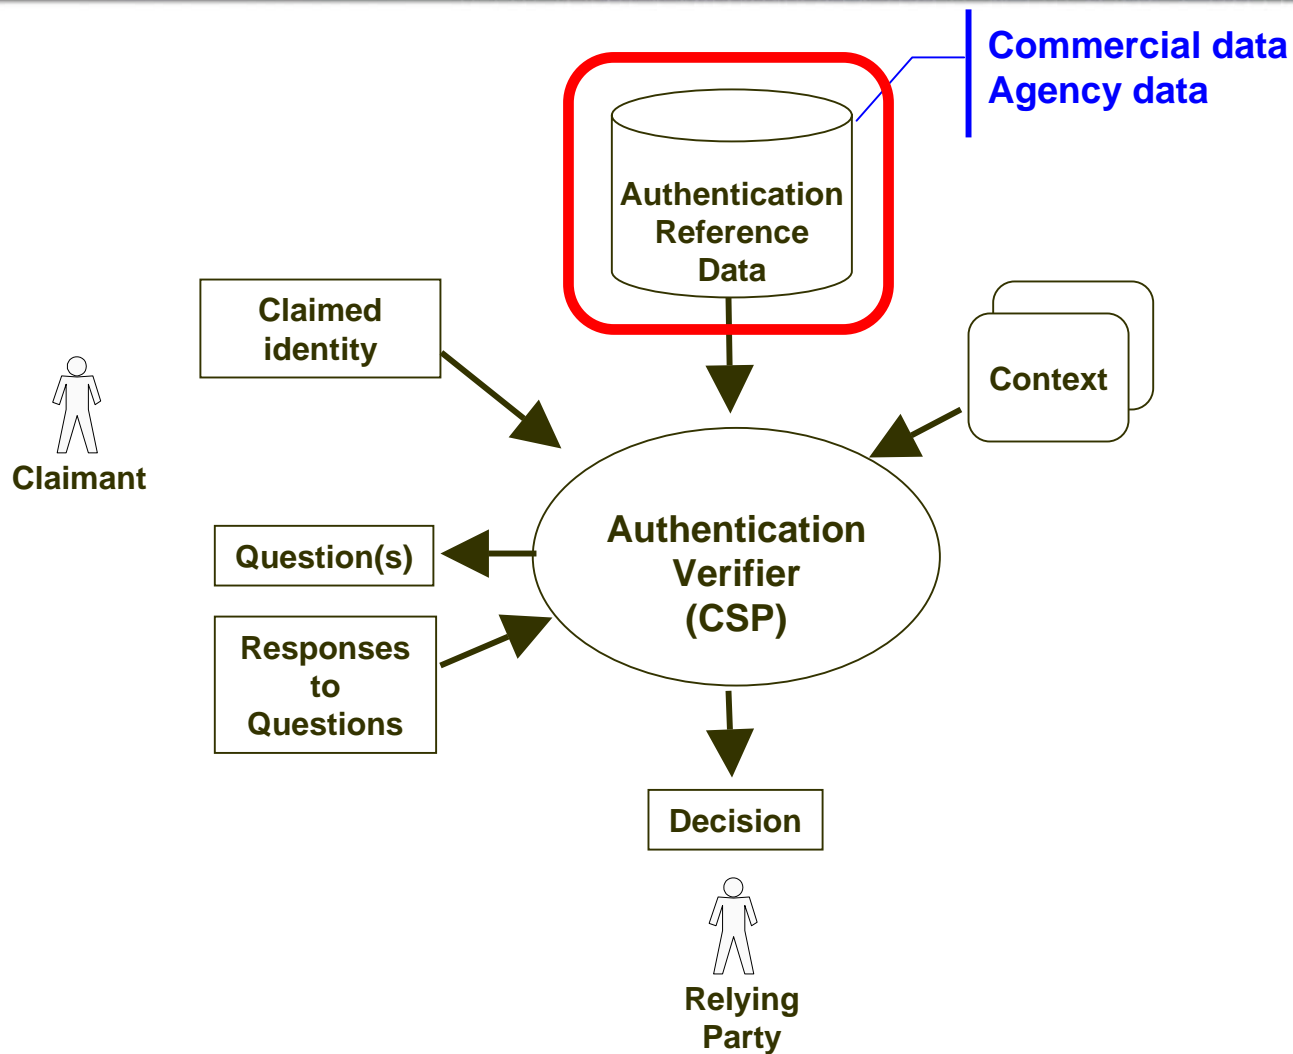 Commercial data
Agency data
Authentication
Reference
Data
Claimed
identity
Context
Claimant
Authentication
Verifier
(CSP)
Question(s)
Responses
to
Questions
Decision
Relying
Party